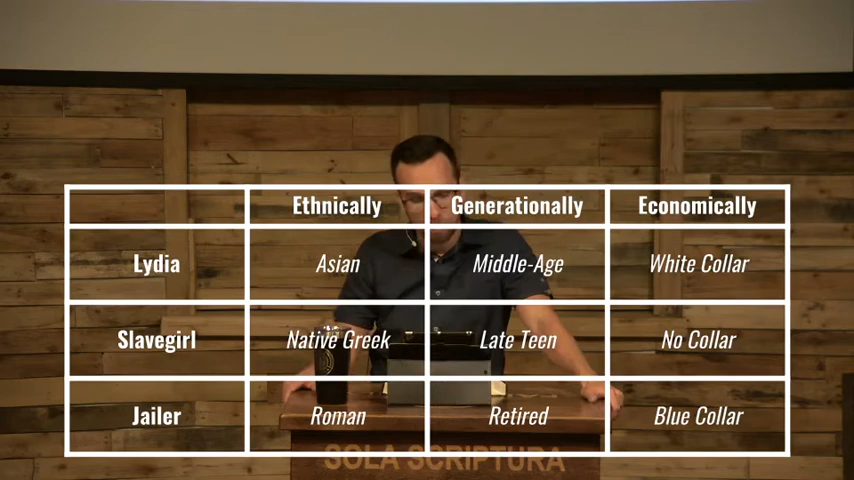 Ethnically Generationally Economically
Lydia Asian Middle-Age White Collar
Slavegirl Native Greek Late Teen No Collar
Jailer Roman Retired Blue Collar
SOLA SCRIPTURA